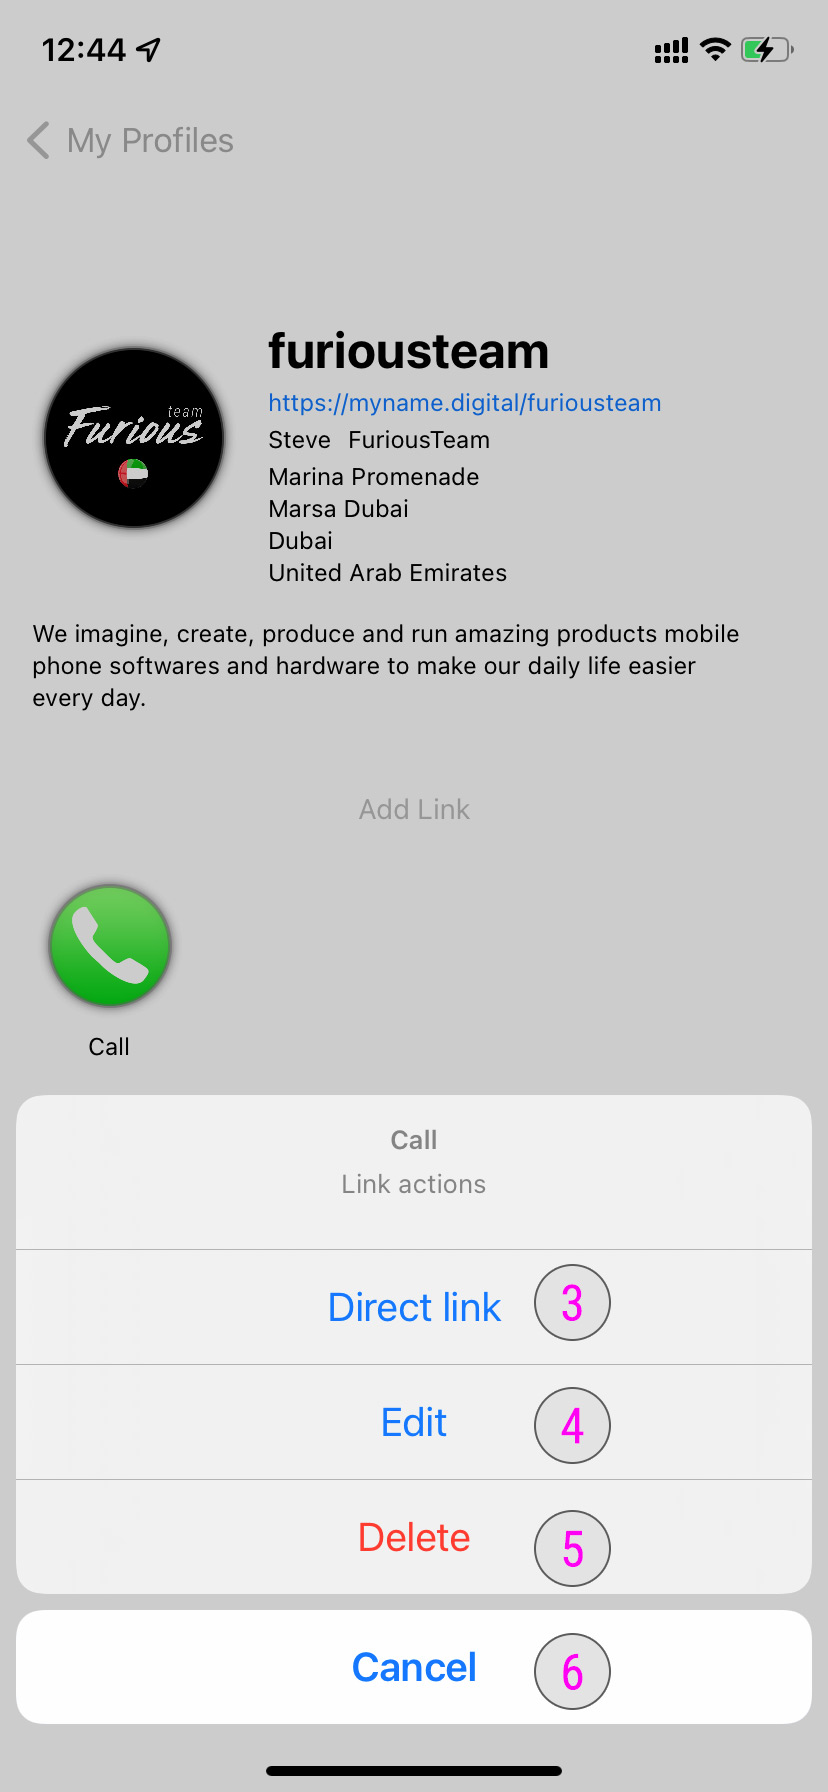 12:44
My Profiles
furiousteam
team
Furious
https://myname.digital/furiousteam
Steve FuriousTeam
Marina Promenade
Marsa Dubai
Dubai
United Arab Emirates
We imagine, create, produce and run amazing products mobile
phone softwares and hardware to make our daily life easier
every day.
Add Link
Call
Call
Link actions
Direct link 3
Edit 4
Delete 5
Cancel 6